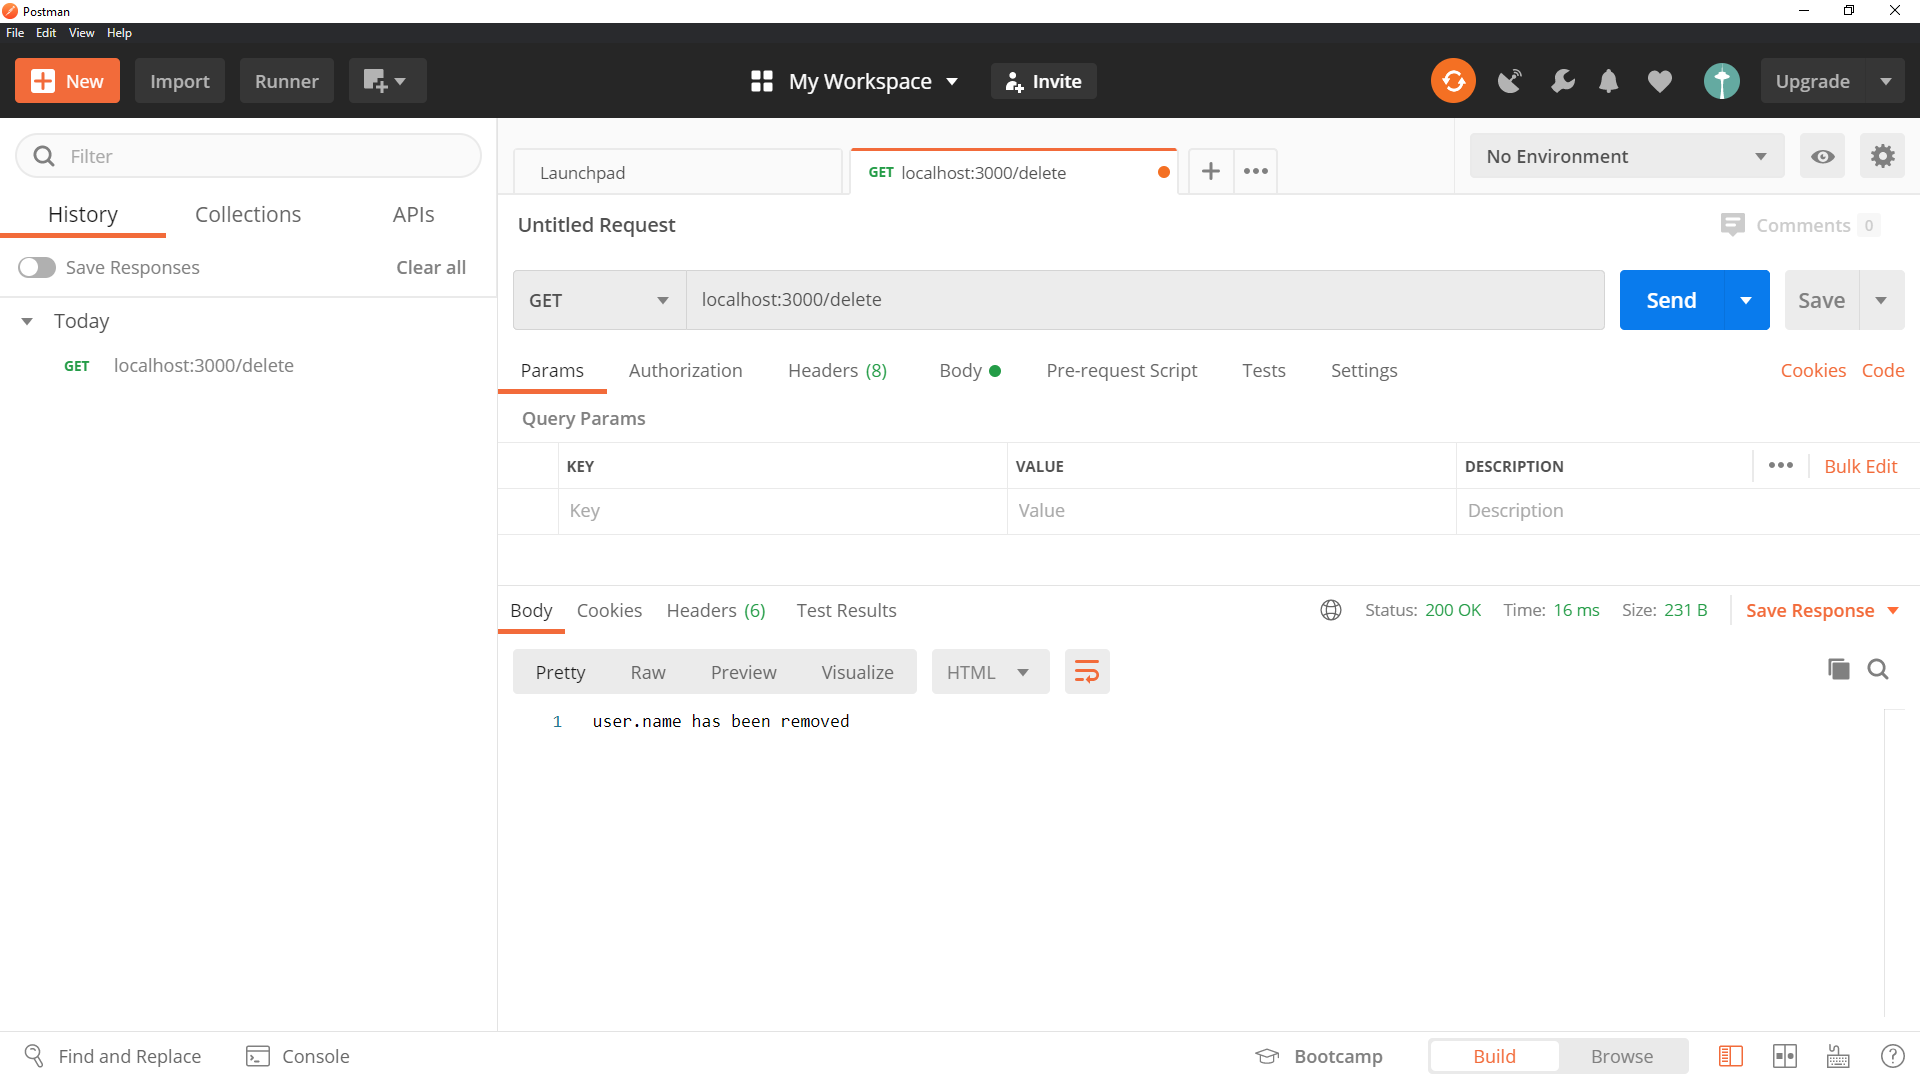 Postman
File Edit View Help
New Import Runner My Workspace Invite Upgrade
Filter
History Collections APIs
Save Responses Clear all
Today
GET localhost:3000/delete
Launchpad GET localhost:3000/delete No Environment
Untitled Request Comments 0
GET localhost:3000/delete Send Save
Params Authorization Headers (8) Body Pre-request Script Tests Settings Cookies Code
Query Params
KEY VALUE DESCRIPTION Bulk Edit
Key Value Description
Body Cookies Headers (6) Test Results Status: 200 OK Time: 16 ms Size: 231 B Save Response
Pretty Raw Preview Visualize HTML
1 user.name has been removed
Find and Replace Console Bootcamp Build Browse